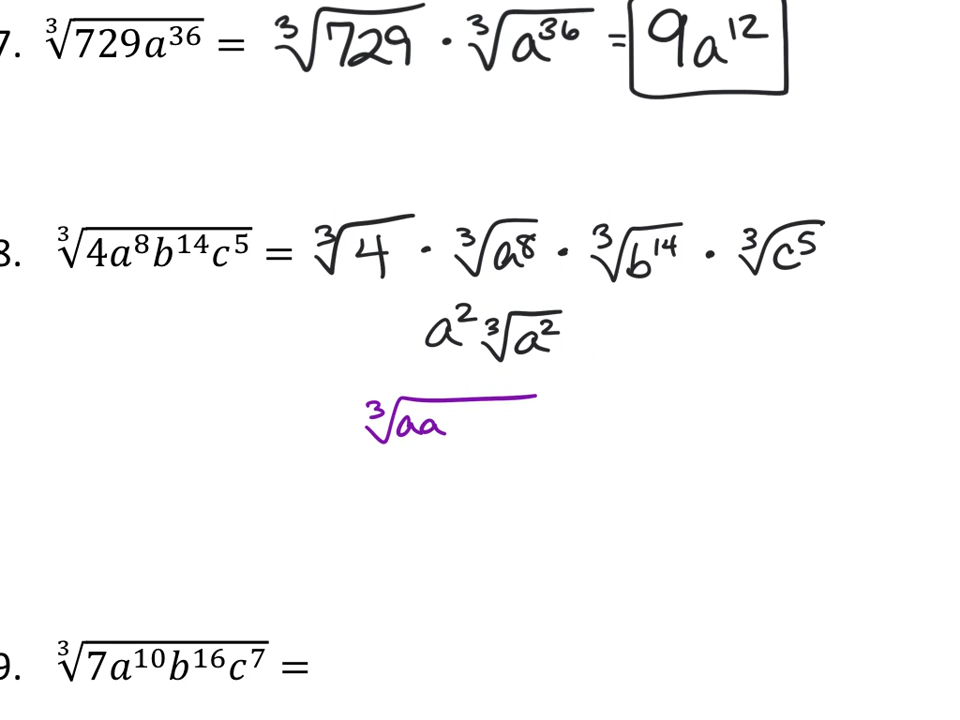 7. ∛729a³⁶ = ∛729 · ∛a³⁶ = 9a¹²
8. ∛4a⁸b¹⁴c⁵ = ∛4 · ∛a⁸ · ∛b¹⁴ · ∛c⁵
a² ∛a²
∛aa
9. ∛7a¹⁰b¹⁶c⁷ =